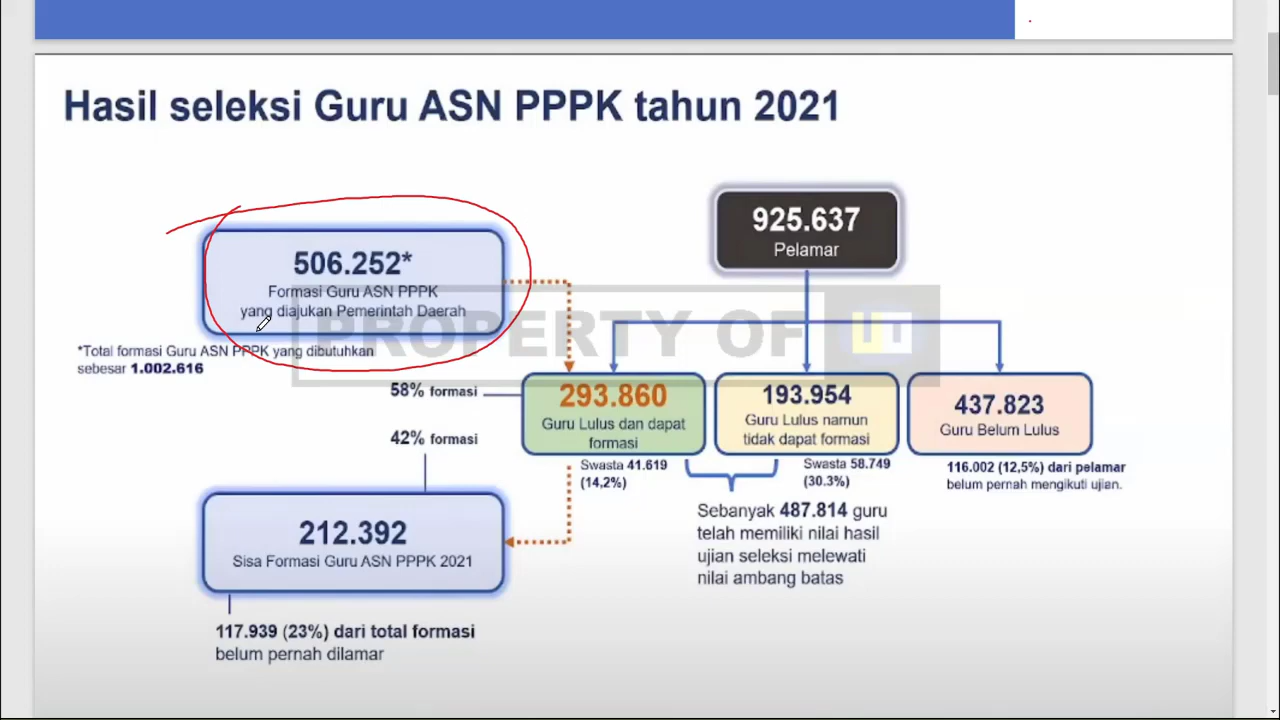 Hasil seleksi Guru ASN PPPK tahun 2021
506.252*
Formasi Guru ASN PPPK
yang diajukan Pemerintah Daerah
*Total formasi Guru ASN PPPK yang dibutuhkan
sebesar 1.002.616
925.637
Pelamar
PROPERTY OF UT
58% formasi
42% formasi
293.860
Guru Lulus dan dapat
formasi
Swasta 41.619
(14,2%)
193.954
Guru Lulus namun
tidak dapat formasi
Swasta 58.749
(30.3%)
437.823
Guru Belum Lulus
116.002 (12,5%) dari pelamar
belum pernah mengikuti ujian.
Sebanyak 487.814 guru
telah memiliki nilai hasil
ujian seleksi melewati
nilai ambang batas
212.392
Sisa Formasi Guru ASN PPPK 2021
117.939 (23%) dari total formasi
belum pernah dilamar